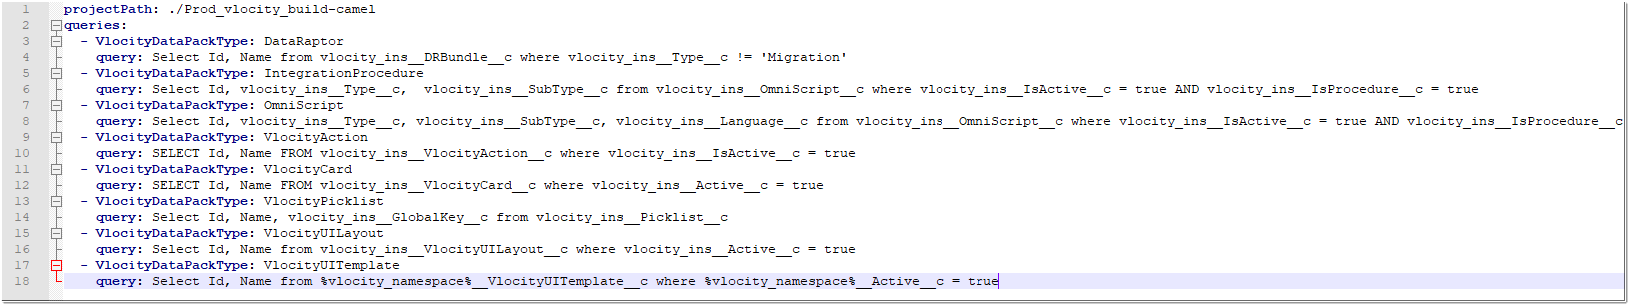 1 projectPath: ./Prod_vlocity_build-camel
2 queries:
3 - VlocityDataPackType: DataRaptor
4 query: Select Id, Name from vlocity_ins__DRBundle__c where vlocity_ins__Type__c != 'Migration'
5 - VlocityDataPackType: IntegrationProcedure
6 query: Select Id, vlocity_ins__Type__c,  vlocity_ins__SubType__c from vlocity_ins__OmniScript__c where vlocity_ins__IsActive__c = true AND vlocity_ins__IsProcedure__c = true
7 - VlocityDataPackType: OmniScript
8 query: Select Id, vlocity_ins__Type__c, vlocity_ins__SubType__c, vlocity_ins__Language__c from vlocity_ins__OmniScript__c where vlocity_ins__IsActive__c = true AND vlocity_ins__IsProcedure__c
9 - VlocityDataPackType: VlocityAction
10 query: SELECT Id, Name FROM vlocity_ins__VlocityAction__c where vlocity_ins__IsActive__c = true
11 - VlocityDataPackType: VlocityCard
12 query: SELECT Id, Name FROM vlocity_ins__VlocityCard__c where vlocity_ins__Active__c = true
13 - VlocityDataPackType: VlocityPicklist
14 query: Select Id, Name, vlocity_ins__GlobalKey__c from vlocity_ins__Picklist__c
15 - VlocityDataPackType: VlocityUILayout
16 query: Select Id, Name from vlocity_ins__VlocityUILayout__c where vlocity_ins__Active__c = true
17 - VlocityDataPackType: VlocityUITemplate
18 query: Select Id, Name from %vlocity_namespace%__VlocityUITemplate__c where %vlocity_namespace%__Active__c = true